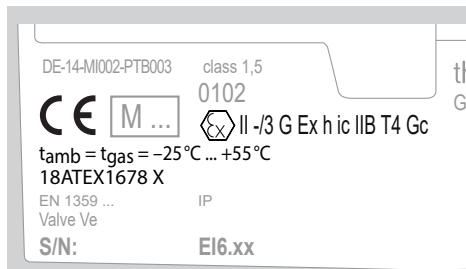 DE-14-MI002-PTB003 class 1,5
0102
CE M ... Ex II -/3 G Ex h ic IIB T4 Gc
tamb = tgas = –25 °C ... +55 °C
18ATEX1678 X
EN 1359 ... IP
Valve Ve
S/N: EI6.xx